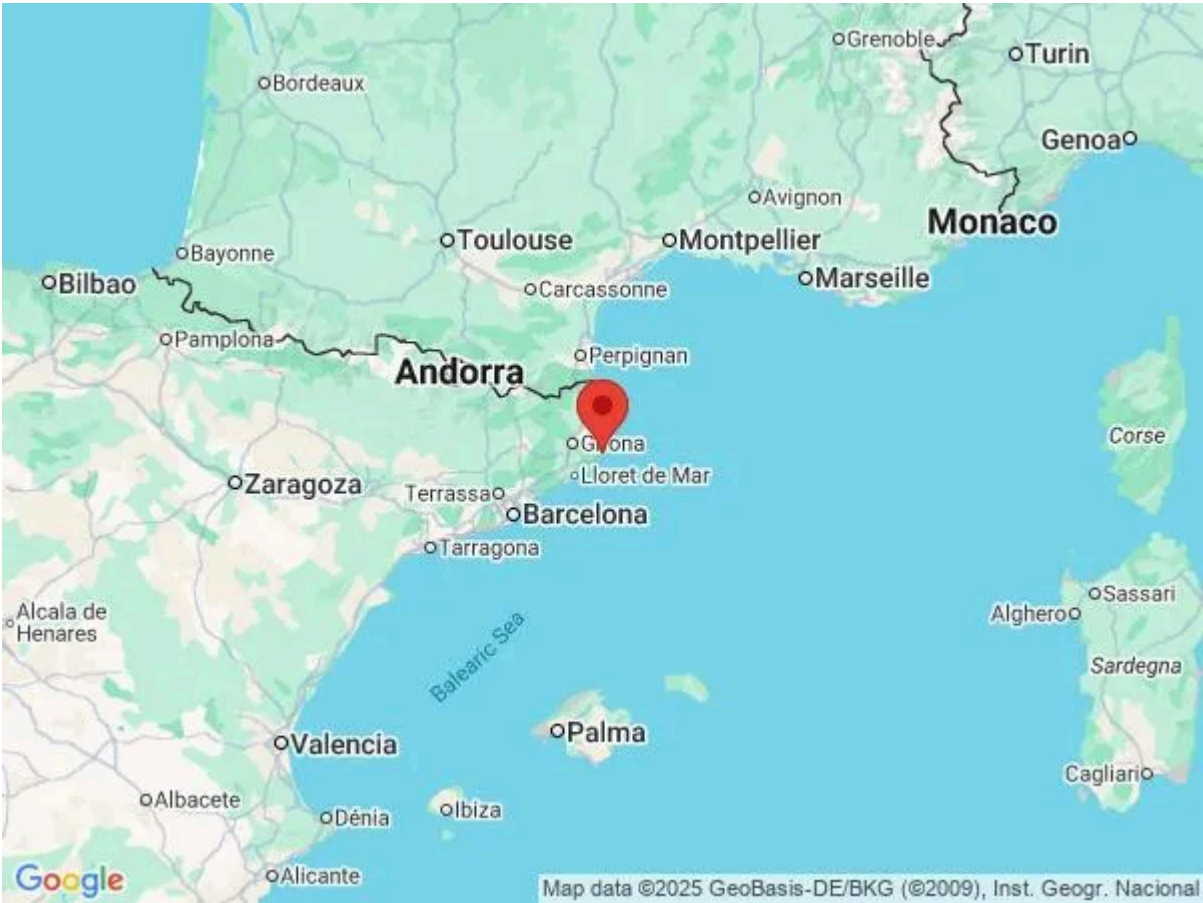 Grenoble
Turin
Bordeaux
Genoa
Avignon
Monaco
Toulouse
Montpellier
Bayonne
Marseille
Bilbao
Carcassonne
Pamplona
Perpignan
Andorra
Corse
Lloret de Mar
Zaragoza
Terrassa
Barcelona
Tarragona
Sassari
Alghero
Alcala de
Henares
Balearic Sea
Sardegna
Palma
Valencia
Cagliari
Albacete
Ibiza
Dénia
Alicante
Google
Map data ©2025 GeoBasis-DE/BKG (©2009), Inst. Geogr. Nacional